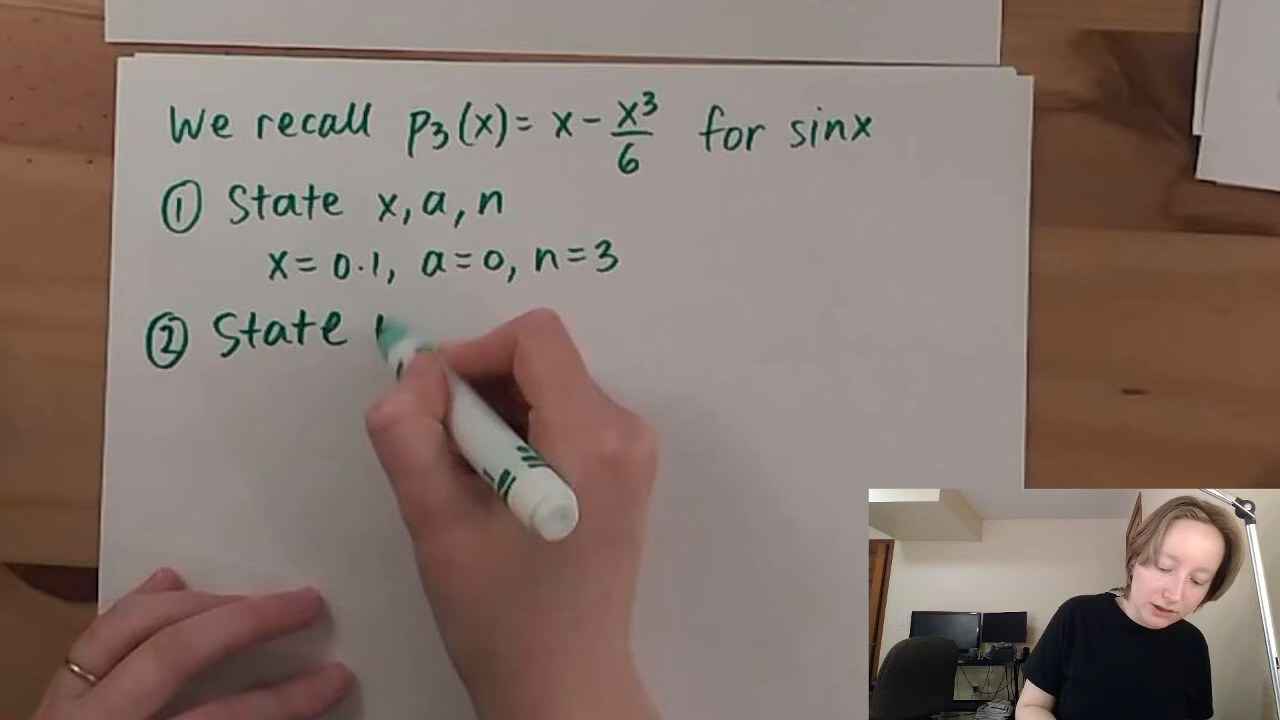 We recall p₃(x) = x - x³/6 for sinx
① State x, a, n
x = 0.1, a = 0, n = 3
② State